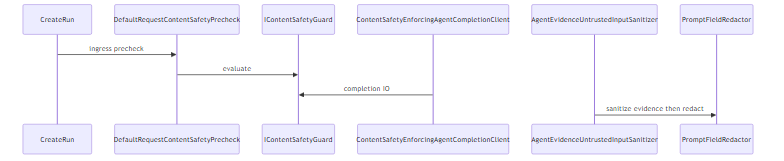 CreateRun
DefaultRequestContentSafetyPrecheck
IContentSafetyGuard
ContentSafetyEnforcingAgentCompletionClient
AgentEvidenceUntrustedInputSanitizer
PromptFieldRedactor
ingress precheck
evaluate
completion IO
sanitize evidence then redact
CreateRun
DefaultRequestContentSafetyPrecheck
IContentSafetyGuard
ContentSafetyEnforcingAgentCompletionClient
AgentEvidenceUntrustedInputSanitizer
PromptFieldRedactor